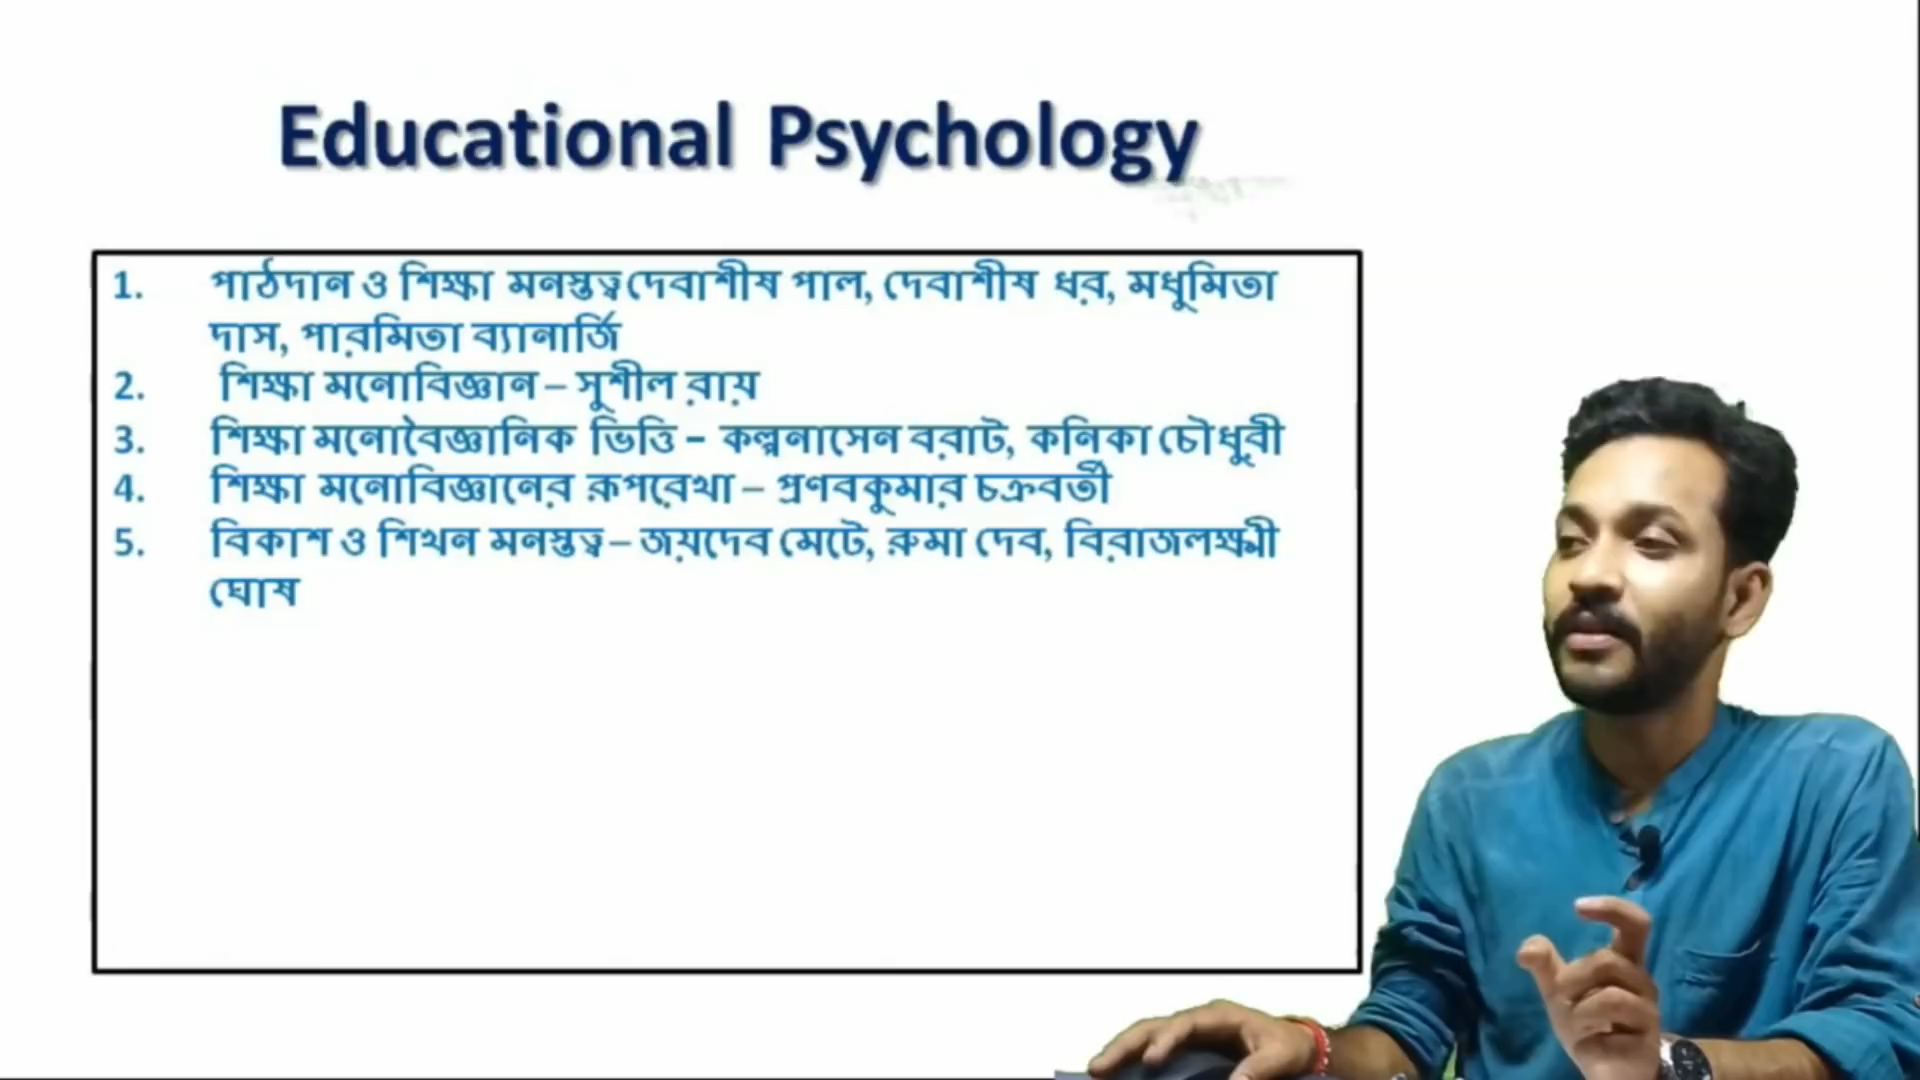 Educational Psychology
1. পাঠদান ও শিক্ষা মনস্তত্ত্ব দেবাশীষ পাল, দেবাশীষ ধর, মধুমিতা
দাস, পারমিতা ব্যানার্জি
2. শিক্ষা মনোবিজ্ঞান – সুশীল রায়
3. শিক্ষা মনোবৈজ্ঞানিক ভিত্তি – কল্পনাসেন বরাট, কনিকা চৌধুরী
4. শিক্ষা মনোবিজ্ঞানের রূপরেখা – প্রণবকুমার চক্রবর্তী
5. বিকাশ ও শিখন মনস্তত্ত্ব – জয়দেব মেটে, রুমা দেব, বিরাজলক্ষ্মী
ঘোষ